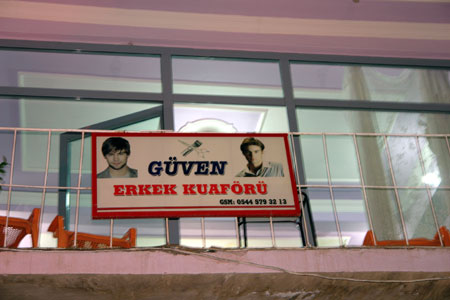 GÜVEN
ERKEK KUAFÖRÜ
GSM: 0544 579 32 13